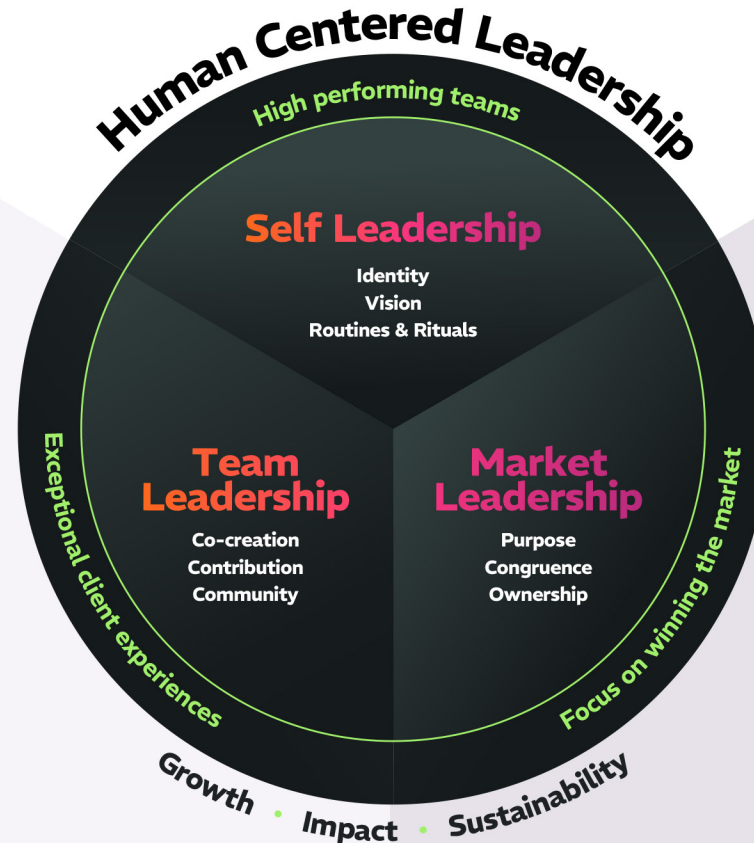 Human Centered Leadership
High performing teams
Self Leadership
Identity
Vision
Routines & Rituals
Team
Leadership
Co-creation
Contribution
Community
Market
Leadership
Purpose
Congruence
Ownership
Exceptional client experiences
Focus on winning the market
Growth • Impact • Sustainability